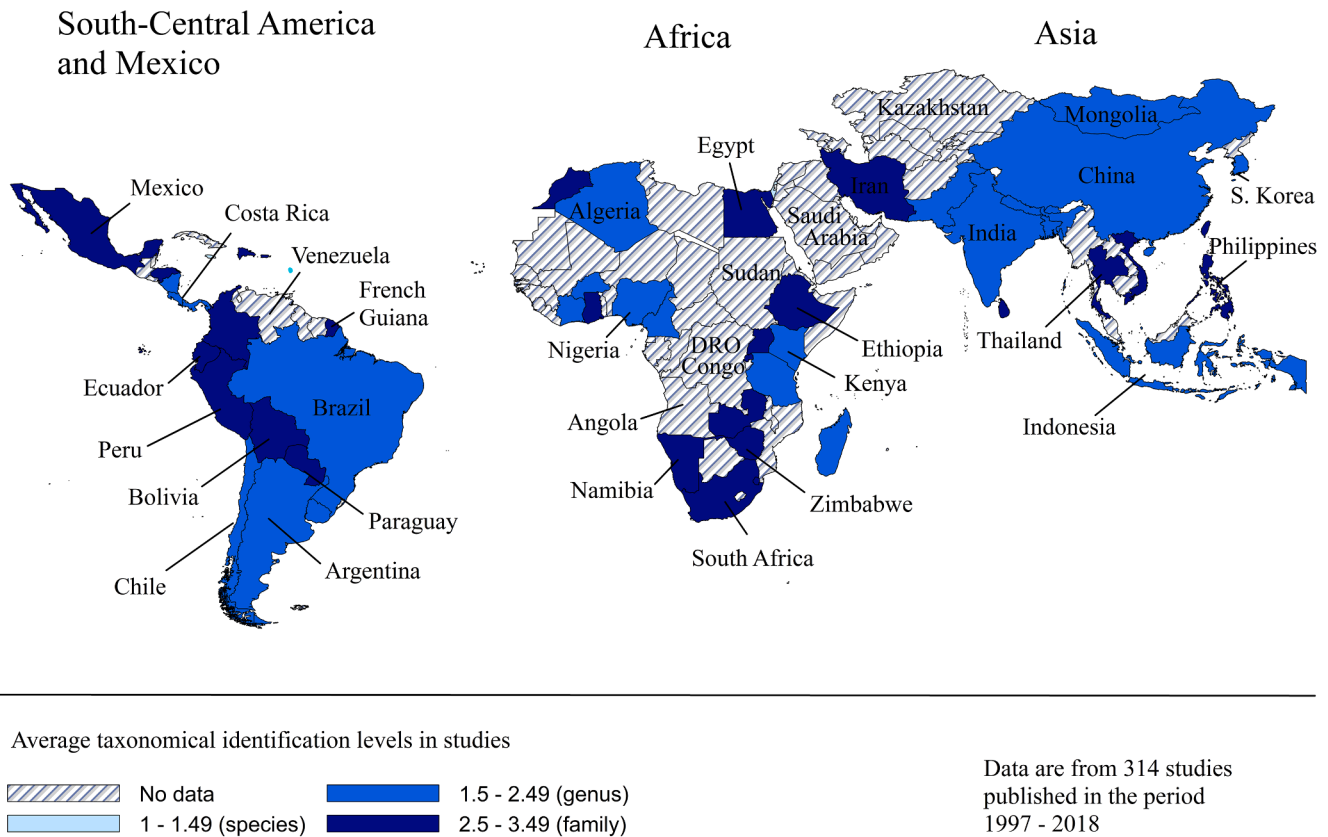 South-Central America
and Mexico
Africa
Asia
Mexico
Costa Rica
Venezuela
French
Guiana
Ecuador
Brazil
Peru
Bolivia
Paraguay
Chile
Argentina
Egypt
Algeria
Sudan
Nigeria
DRO
Congo
Ethiopia
Kenya
Angola
Namibia
Zimbabwe
South Africa
Kazakhstan
Mongolia
Iran
China
S. Korea
Saudi
Arabia
India
Philippines
Thailand
Indonesia
Average taxonomical identification levels in studies
No data
1 - 1.49 (species)
1.5 - 2.49 (genus)
2.5 - 3.49 (family)
Data are from 314 studies
published in the period
1997 - 2018